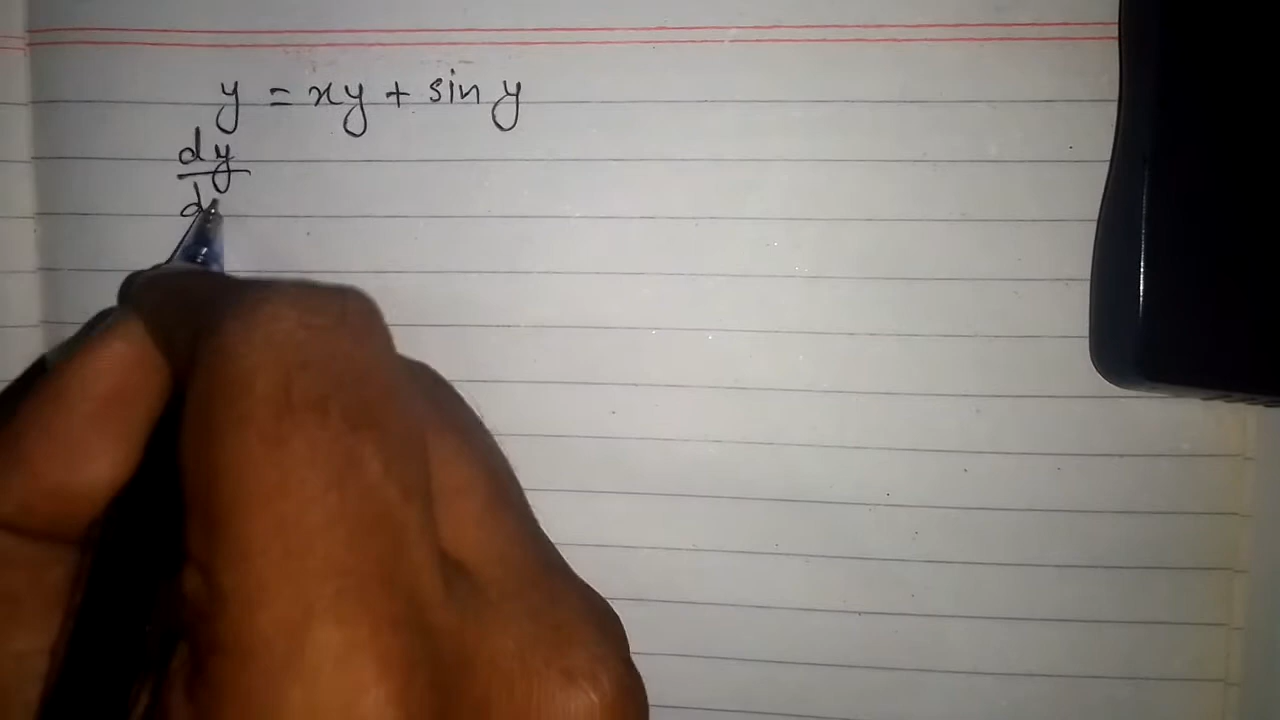 y = xy + sin y
dy
d